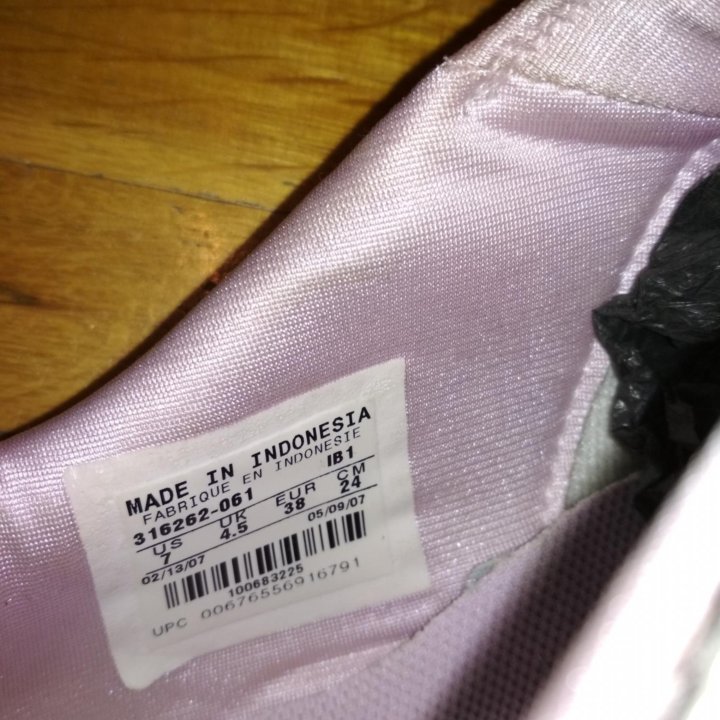 MADE IN INDONESIA
FABRIQUE EN INDONESIE
316262-061 IB1
US UK EUR CM
7 4.5 38 24
02/13/07 05/09/07
100683225
UPC 00676556916791